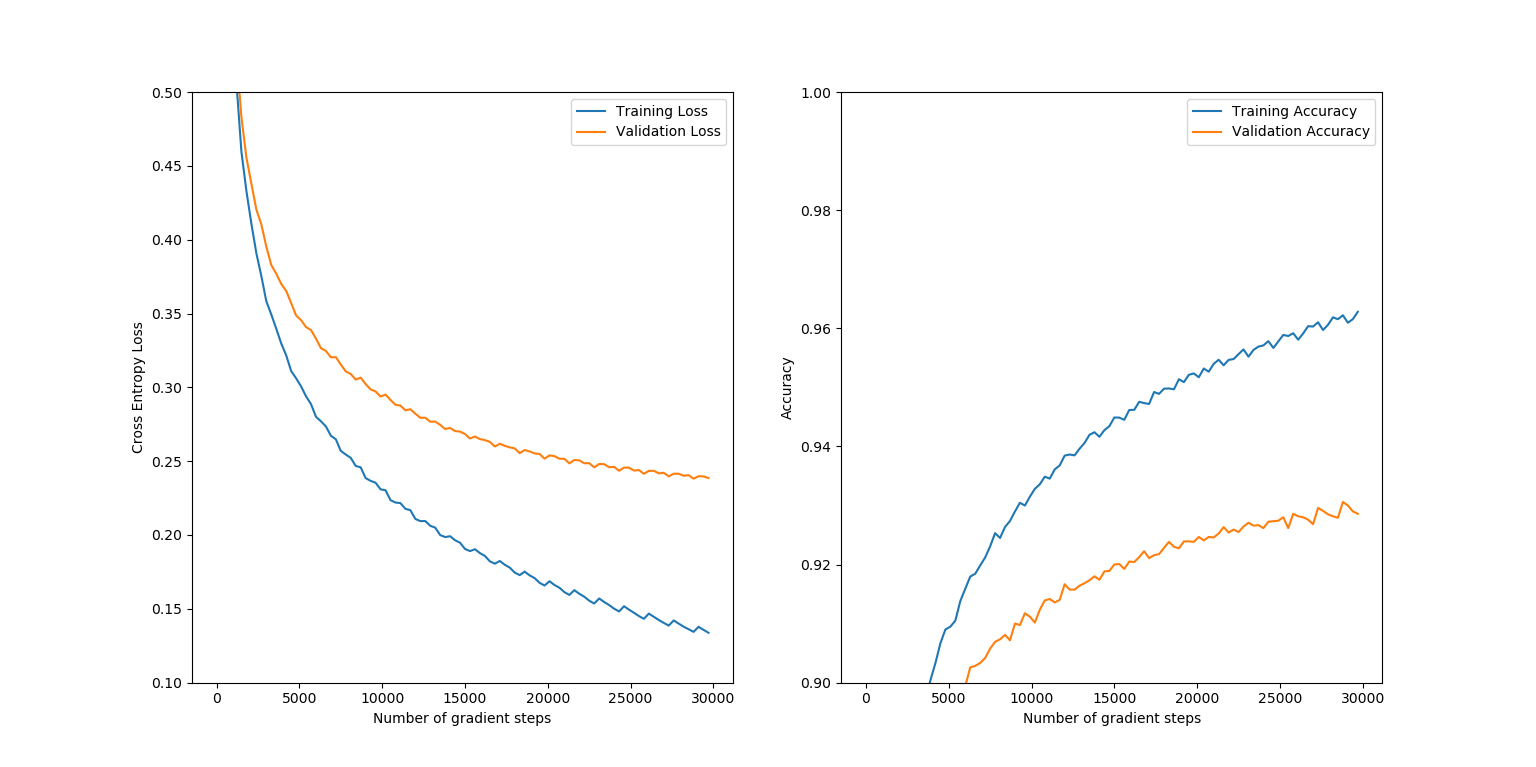 0.50
0.45
0.40
0.35
0.30
0.25
0.20
0.15
0.10
Cross Entropy Loss
Training Loss
Validation Loss
0 5000 10000 15000 20000 25000 30000
Number of gradient steps
1.00
0.98
0.96
0.94
0.92
0.90
Accuracy
Training Accuracy
Validation Accuracy
0 5000 10000 15000 20000 25000 30000
Number of gradient steps